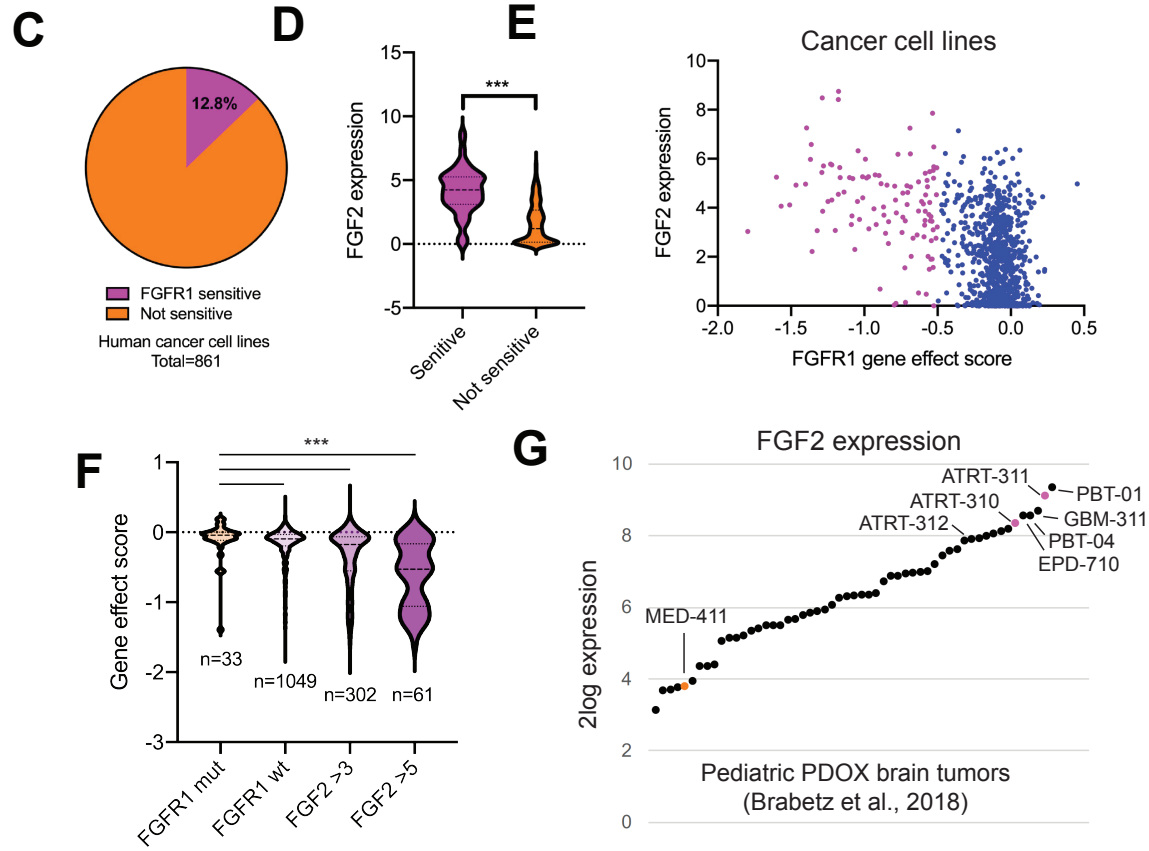 C
12.8%
FGFR1 sensitive
Not sensitive
Human cancer cell lines
Total=861
D
FGF2 expression
15
10
5
0
-5
***
Senitive
Not sensitive
E
Cancer cell lines
FGF2 expression
10
8
6
4
2
0
-2.0
-1.5
-1.0
-0.5
0.0
0.5
FGFR1 gene effect score
F
Gene effect score
1
0
-1
-2
-3
***
n=33
n=1049
n=302
n=61
FGFR1 mut
FGFR1 wt
FGF2 >3
FGF2 >5
G
FGF2 expression
2log expression
10
8
6
4
2
0
MED-411
ATRT-312
ATRT-310
ATRT-311
PBT-01
GBM-311
PBT-04
EPD-710
Pediatric PDOX brain tumors
(Brabetz et al., 2018)